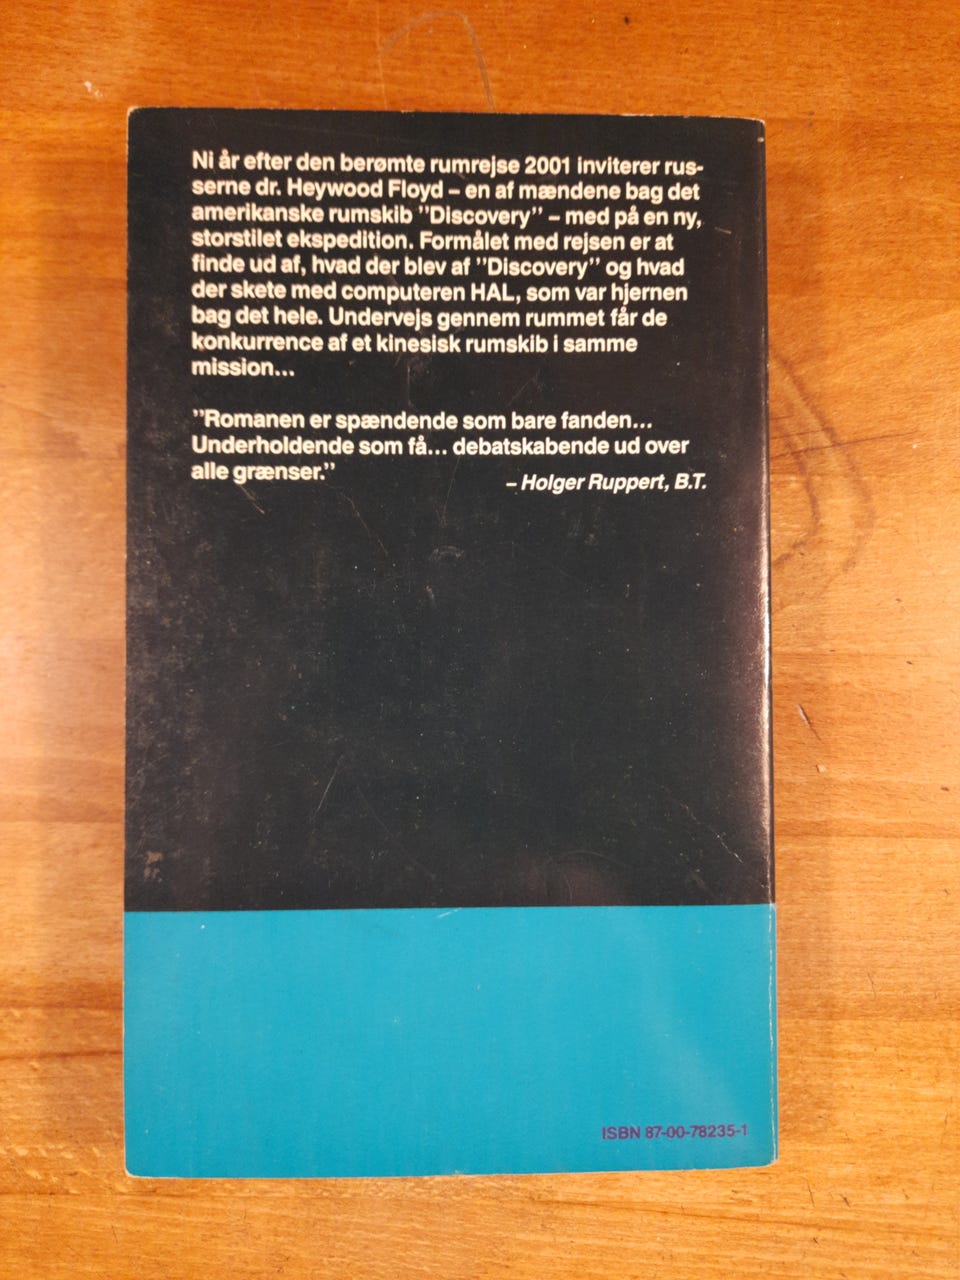 Ni år efter den berømte rumrejse 2001 inviterer rus-
serne dr. Heywood Floyd – en af mændene bag det
amerikanske rumskib ”Discovery” – med på en ny,
storstilet ekspedition. Formålet med rejsen er at
finde ud af, hvad der blev af ”Discovery” og hvad
der skete med computeren HAL, som var hjernen
bag det hele. Undervejs gennem rummet får de
konkurrence af et kinesisk rumskib i samme
mission...
”Romanen er spændende som bare fanden...
Underholdende som få... debatskabende ud over
alle grænser.”
– Holger Ruppert, B.T.
ISBN 87-00-78235-1